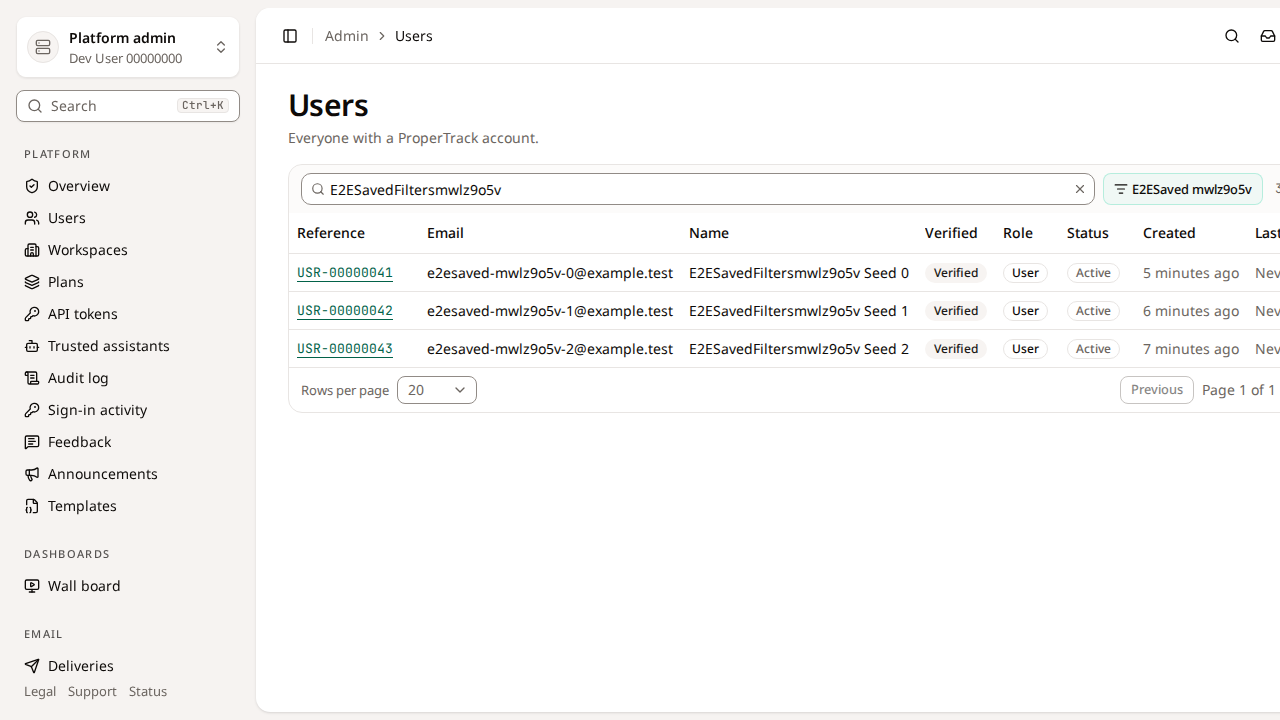 Platform admin
Dev User 00000000
Search Ctrl+K
PLATFORM
Overview
Users
Workspaces
Plans
API tokens
Trusted assistants
Audit log
Sign-in activity
Feedback
Announcements
Templates
DASHBOARDS
Wall board
EMAIL
Deliveries
Legal Support Status
Admin > Users
Users
Everyone with a ProperTrack account.
E2ESavedFiltersmwlz9o5v E2ESaved mwlz9o5v
Reference Email Name Verified Role Status Created Last
USR-00000041 e2esaved-mwlz9o5v-0@example.test E2ESavedFiltersmwlz9o5v Seed 0 Verified User Active 5 minutes ago Nev
USR-00000042 e2esaved-mwlz9o5v-1@example.test E2ESavedFiltersmwlz9o5v Seed 1 Verified User Active 6 minutes ago Nev
USR-00000043 e2esaved-mwlz9o5v-2@example.test E2ESavedFiltersmwlz9o5v Seed 2 Verified User Active 7 minutes ago Nev
Rows per page 20 Previous Page 1 of 1